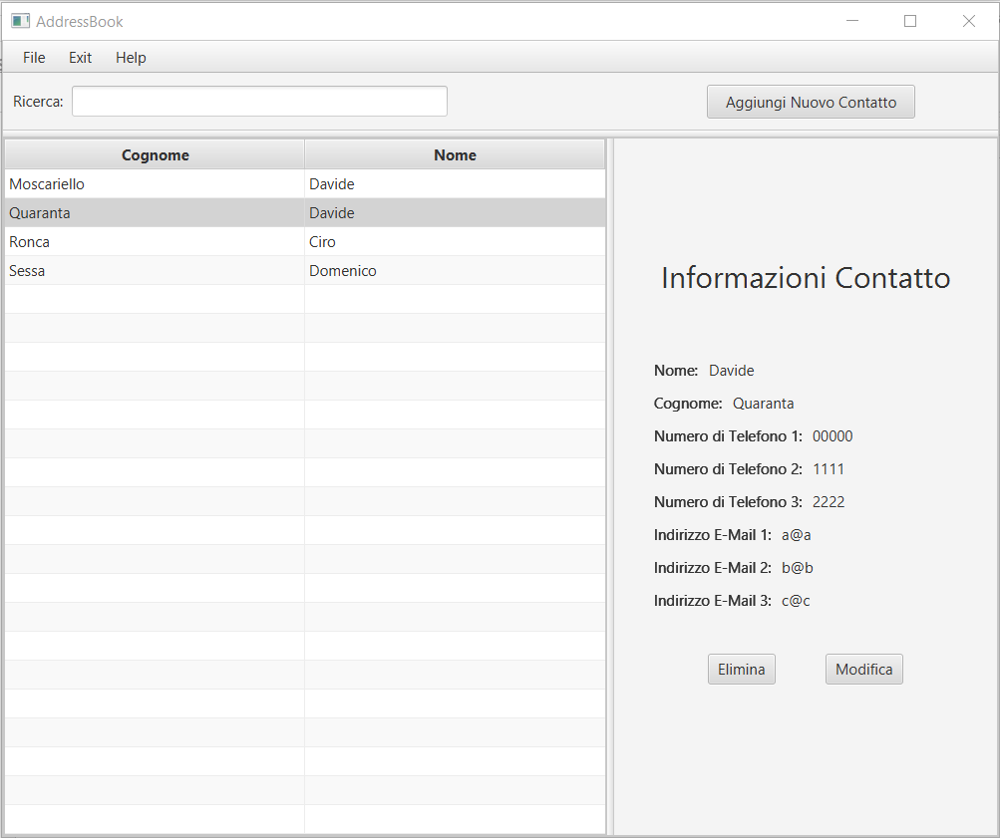 AddressBook
File Exit Help
Ricerca:
Aggiungi Nuovo Contatto
Cognome Nome
Moscariello Davide
Quaranta Davide
Ronca Ciro
Sessa Domenico
Informazioni Contatto
Nome: Davide
Cognome: Quaranta
Numero di Telefono 1: 00000
Numero di Telefono 2: 1111
Numero di Telefono 3: 2222
Indirizzo E-Mail 1: a@a
Indirizzo E-Mail 2: b@b
Indirizzo E-Mail 3: c@c
Elimina Modifica